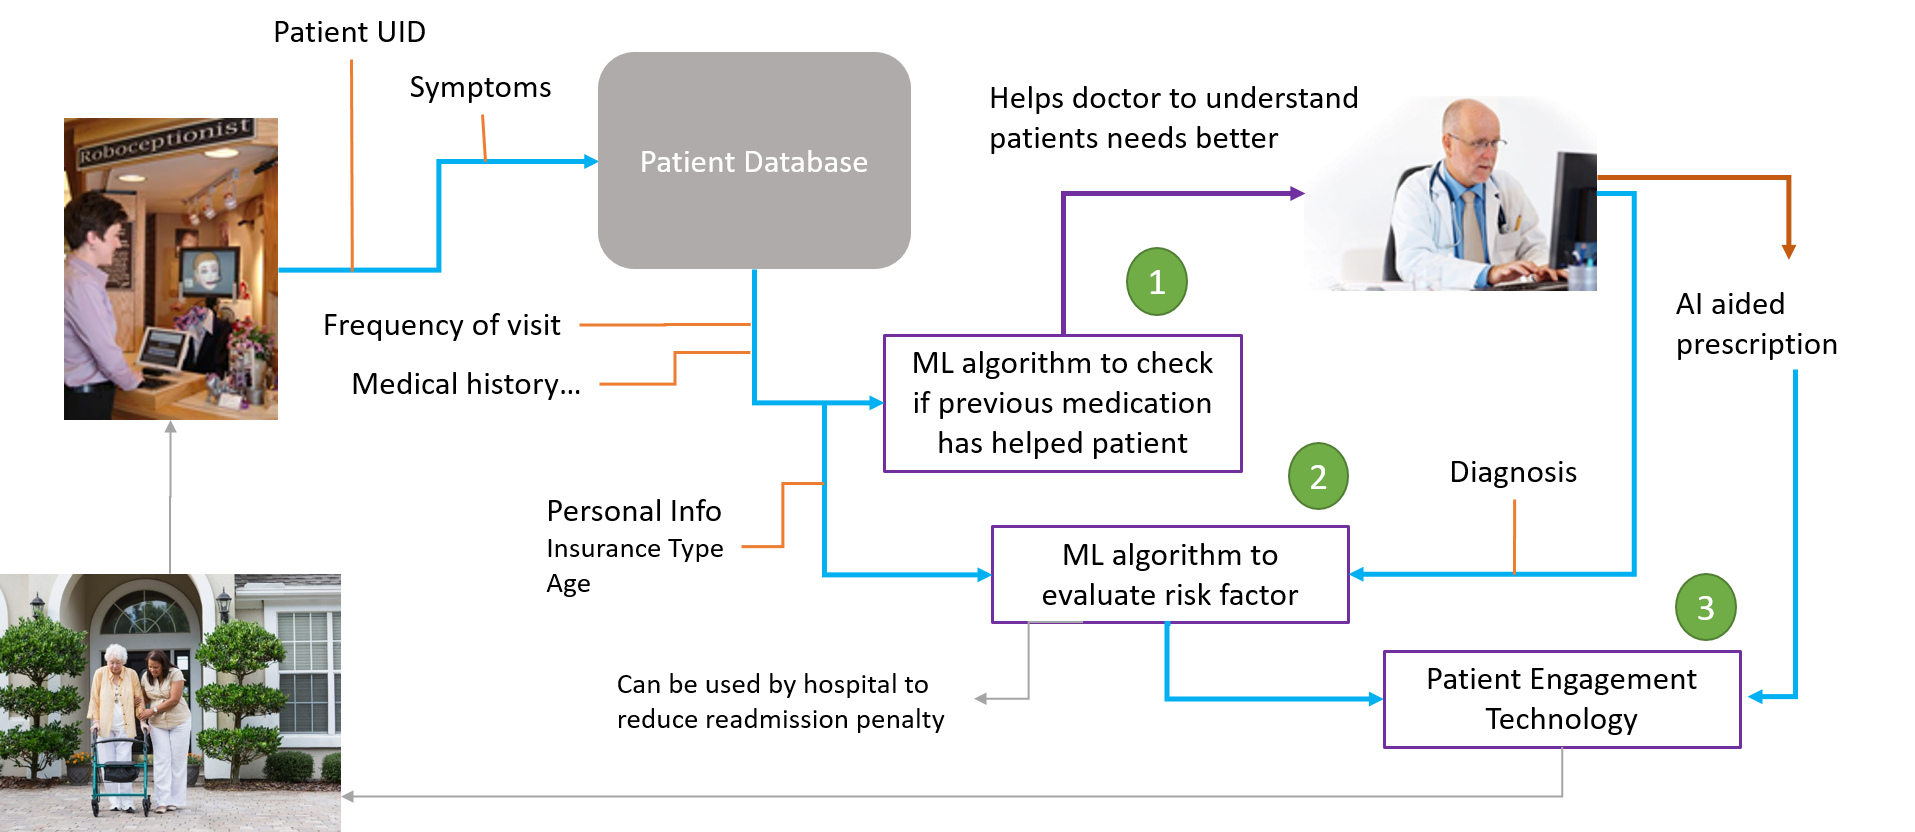 Patient UID
Symptoms
Roboceptionist
Patient Database
Helps doctor to understand
patients needs better
1
Frequency of visit
Medical history...
ML algorithm to check
if previous medication
has helped patient
AI aided
prescription
2
Diagnosis
Personal Info
Insurance Type
Age
ML algorithm to
evaluate risk factor
3
Can be used by hospital to
reduce readmission penalty
Patient Engagement
Technology